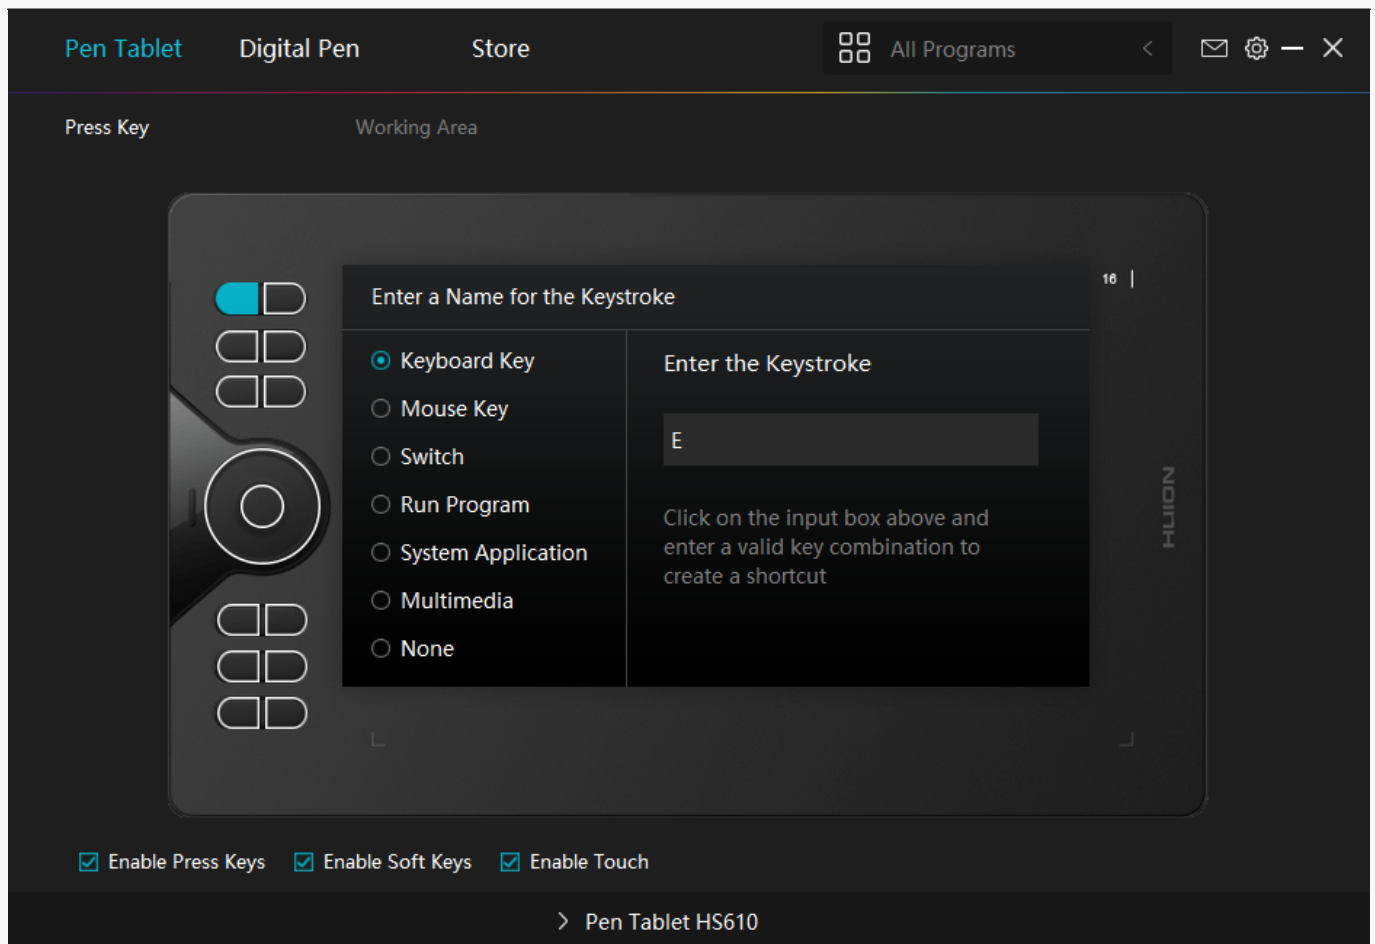 Pen Tablet
Digital Pen
Store
All Programs
Press Key
Working Area
16
Enter a Name for the Keystroke
Keyboard Key
Mouse Key
Switch
Run Program
System Application
Multimedia
None
Enter the Keystroke
E
Click on the input box above and
enter a valid key combination to
create a shortcut
HUION
Enable Press Keys
Enable Soft Keys
Enable Touch
Pen Tablet HS610